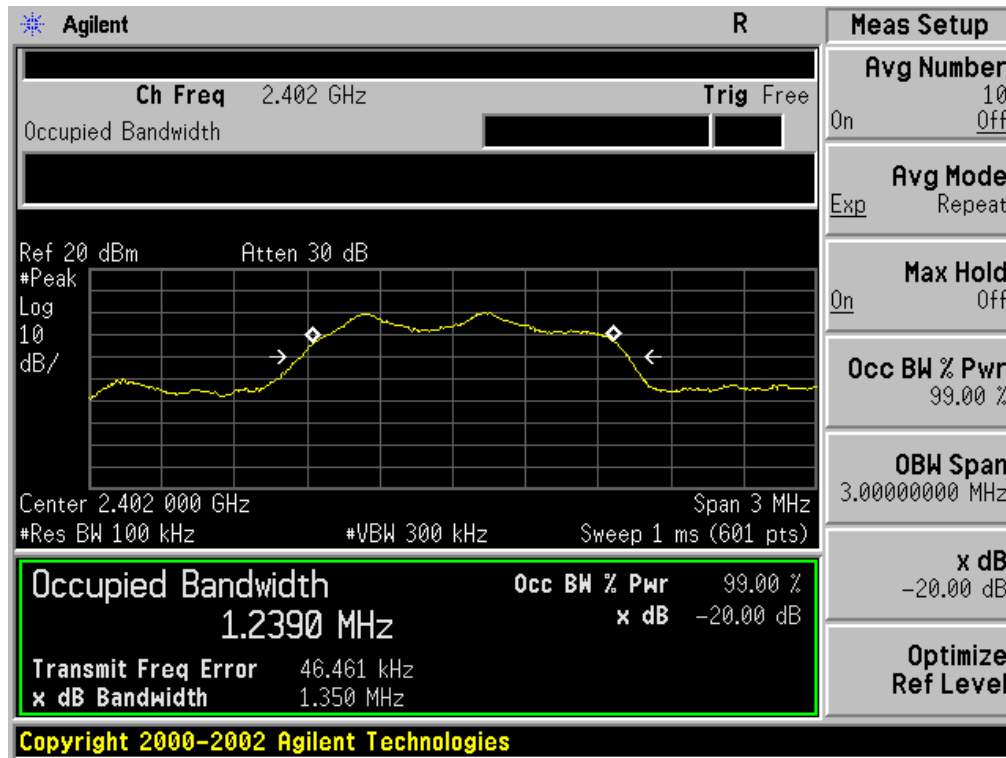 Agilent R Meas Setup
Ch Freq 2.402 GHz Trig Free
Occupied Bandwidth
Ref 20 dBm Atten 30 dB
#Peak
Log
10
dB/
Center 2.402 000 GHz Span 3 MHz
#Res BW 100 kHz #VBW 300 kHz Sweep 1 ms (601 pts)
Occupied Bandwidth Occ BW % Pwr 99.00 %
1.2390 MHz x dB -20.00 dB
Transmit Freq Error 46.461 kHz
x dB Bandwidth 1.350 MHz
Avg Number
10
On Off
Avg Mode
Exp Repeat
Max Hold
On Off
Occ BW % Pwr
99.00 %
OBW Span
3.00000000 MHz
x dB
-20.00 dB
Optimize
Ref Level
Copyright 2000-2002 Agilent Technologies